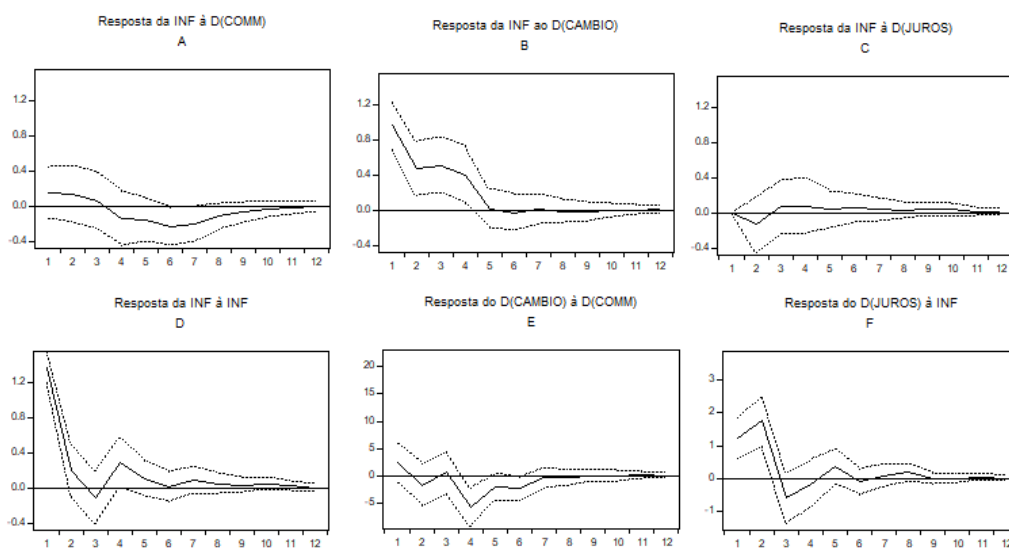 Resposta da INF à D(COMM)
A
1.2
0.8
0.4
0.0
-0.4
1 2 3 4 5 6 7 8 9 10 11 12
Resposta da INF ao D(CAMBIO)
B
1.2
0.8
0.4
0.0
-0.4
1 2 3 4 5 6 7 8 9 10 11 12
Resposta da INF à D(JUROS)
C
1.2
0.8
0.4
0.0
-0.4
1 2 3 4 5 6 7 8 9 10 11 12
Resposta da INF à INF
D
1.2
0.8
0.4
0.0
-0.4
1 2 3 4 5 6 7 8 9 10 11 12
Resposta do D(CAMBIO) à D(COMM)
E
20
15
10
5
0
-5
1 2 3 4 5 6 7 8 9 10 11 12
Resposta do D(JUROS) à INF
F
3
2
1
0
-1
1 2 3 4 5 6 7 8 9 10 11 12